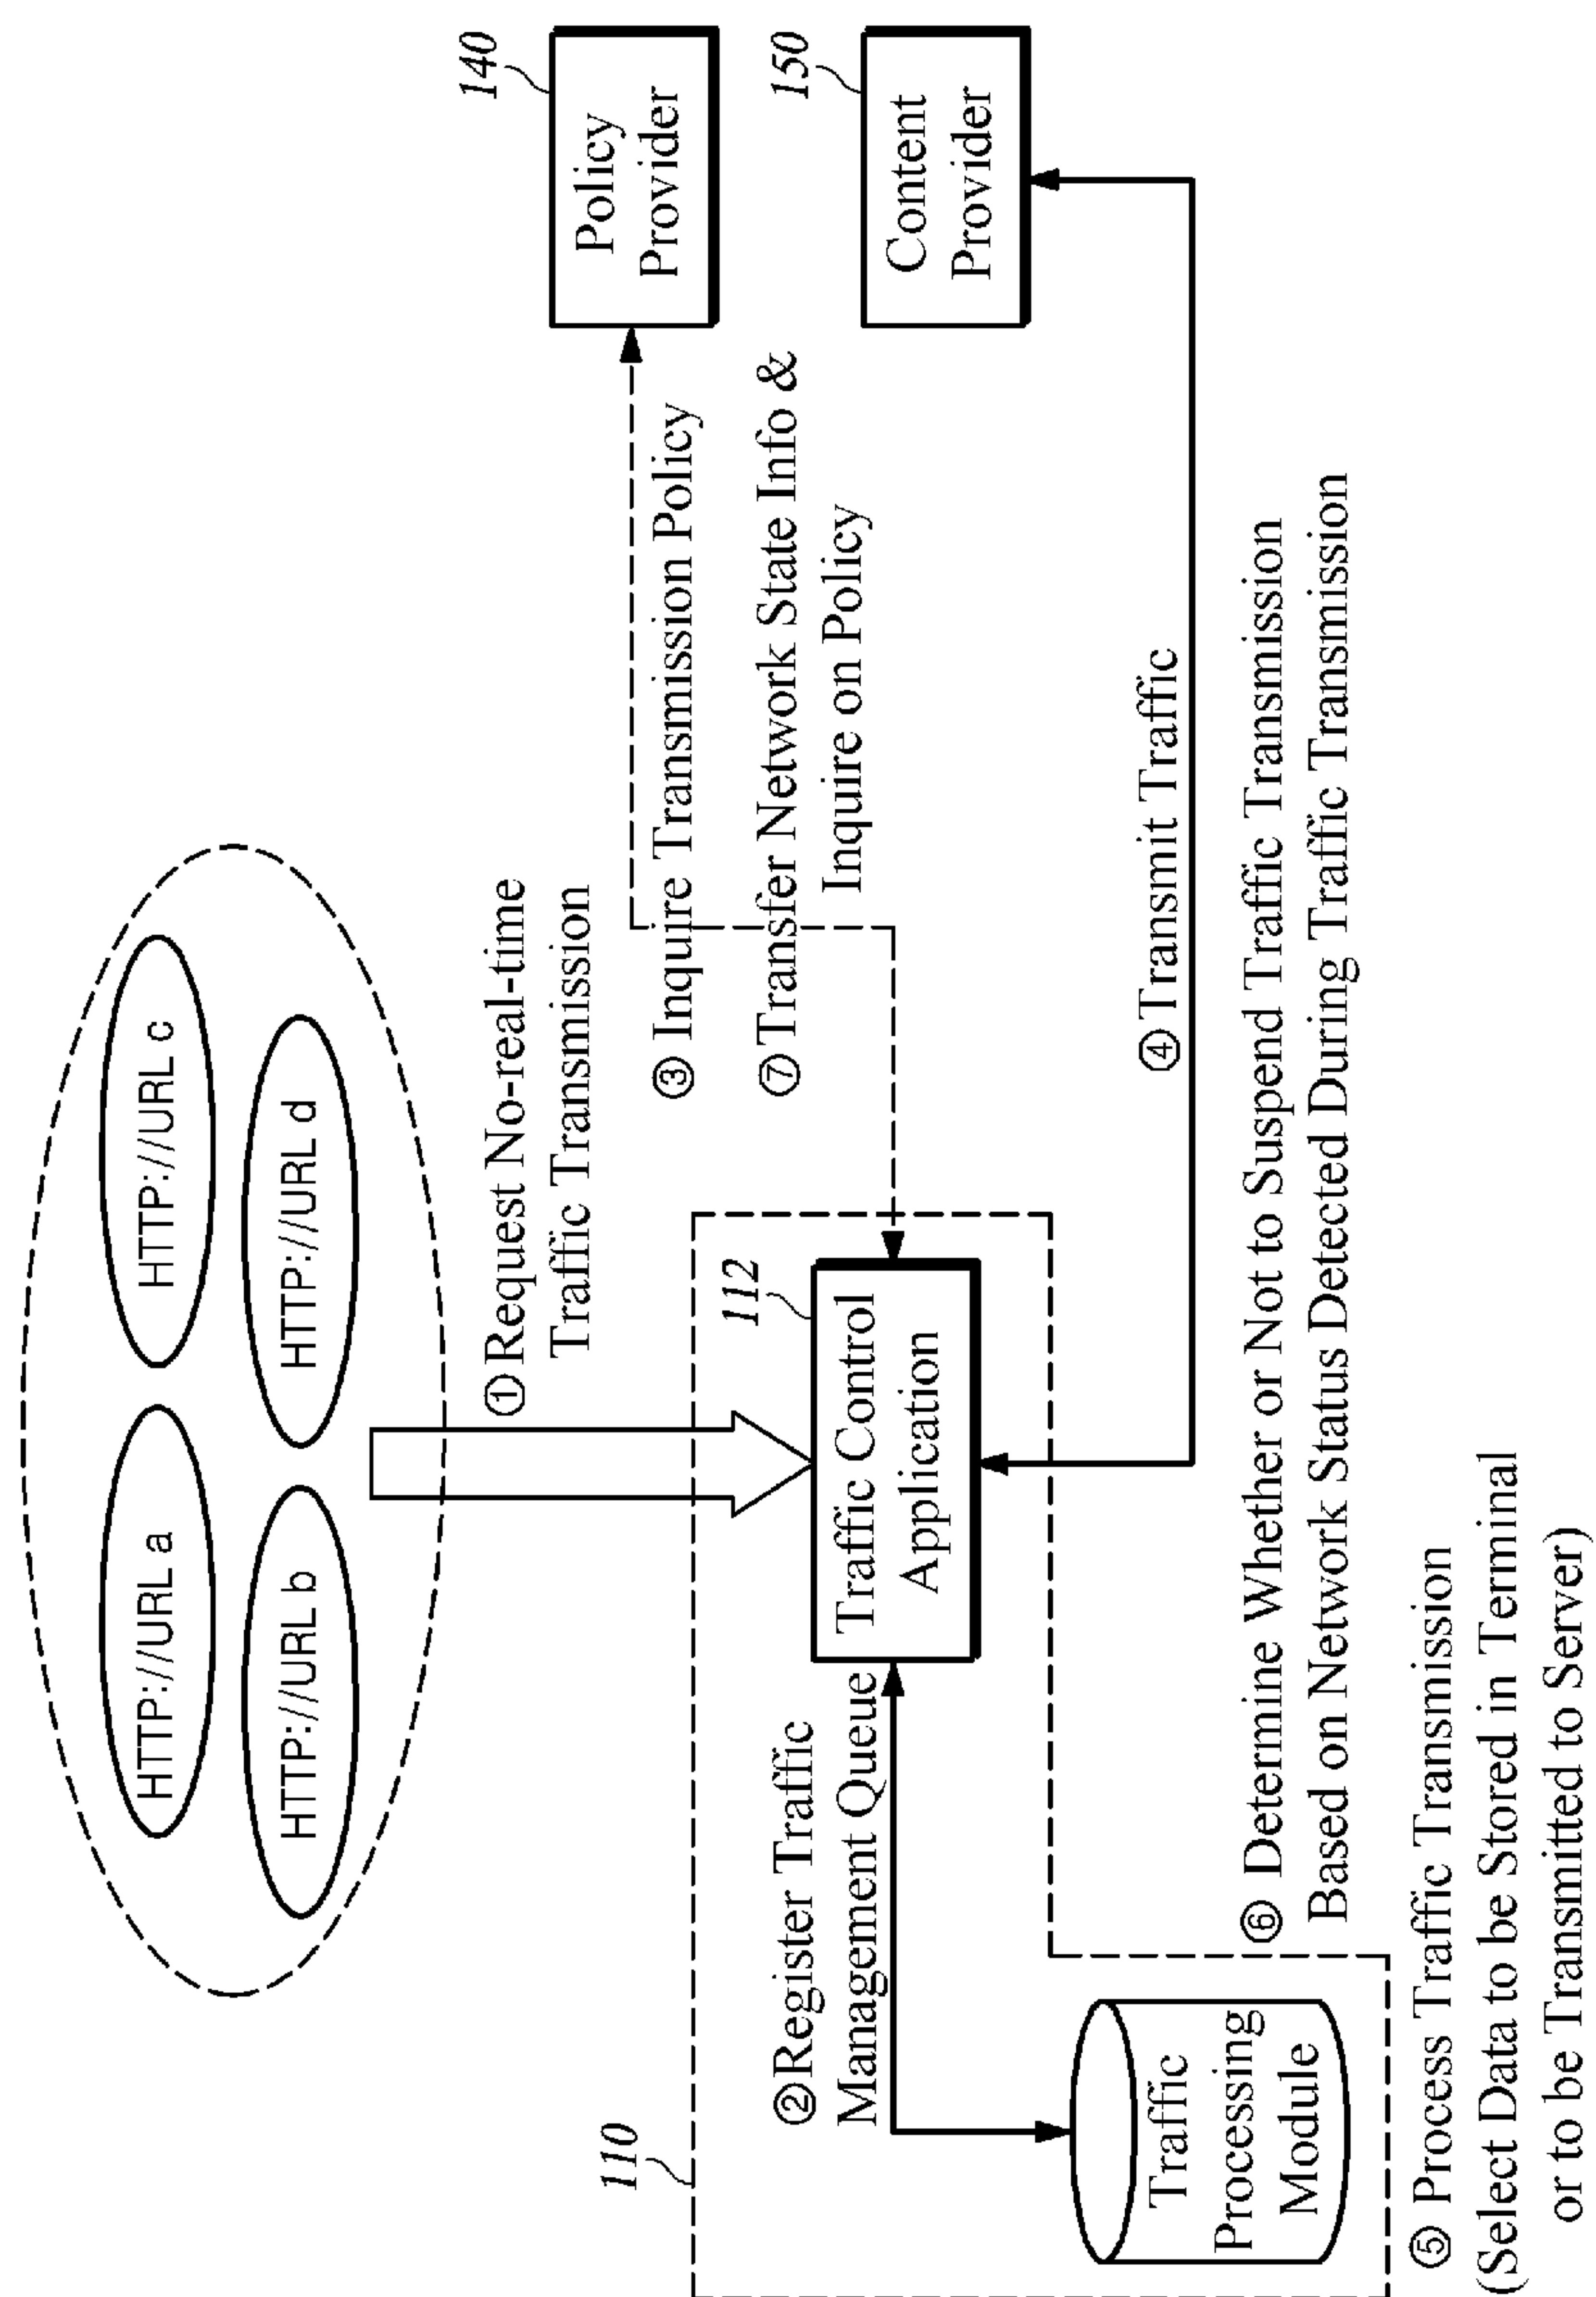 HTTP://URL a
HTTP://URL c
HTTP://URL b
HTTP://URL d
①Request No-real-time
Traffic Transmission
140
Policy
Provider
110
③ Inquire Transmission Policy
⑦Transfer Network State Info &
Inquire on Policy
112
②Register Traffic
Management Queue
Traffic Control
Application
150
Content
Provider
④Transmit Traffic
Traffic
Processing
Module
⑥ Determine Whether or Not to Suspend Traffic Transmission
Based on Network Status Detected During Traffic Transmission
⑤ Process Traffic Transmission
(Select Data to be Stored in Terminal
or to be Transmitted to Server)